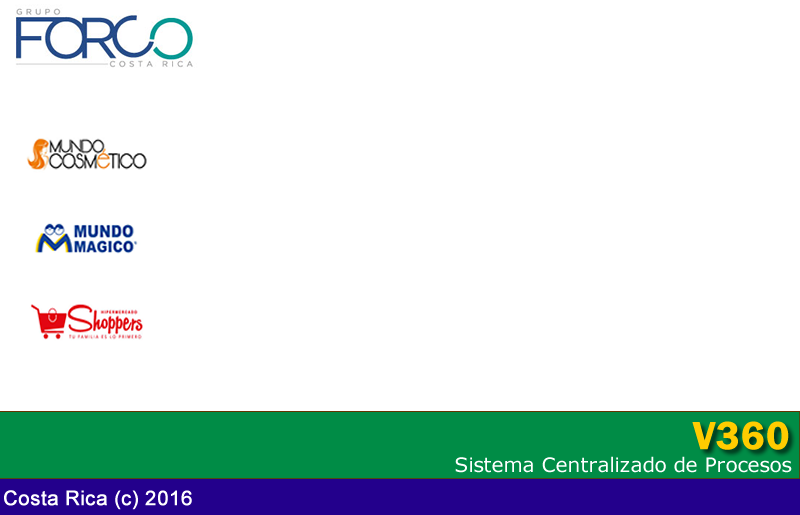 GRUPO
FORCO
COSTA RICA
MUNDO
COSMéTICO
MUNDO
MAGICO
HIPERMERCADO
Shoppers
TU FAMILIA ES LO PRIMERO
V360
Sistema Centralizado de Procesos
Costa Rica (c) 2016